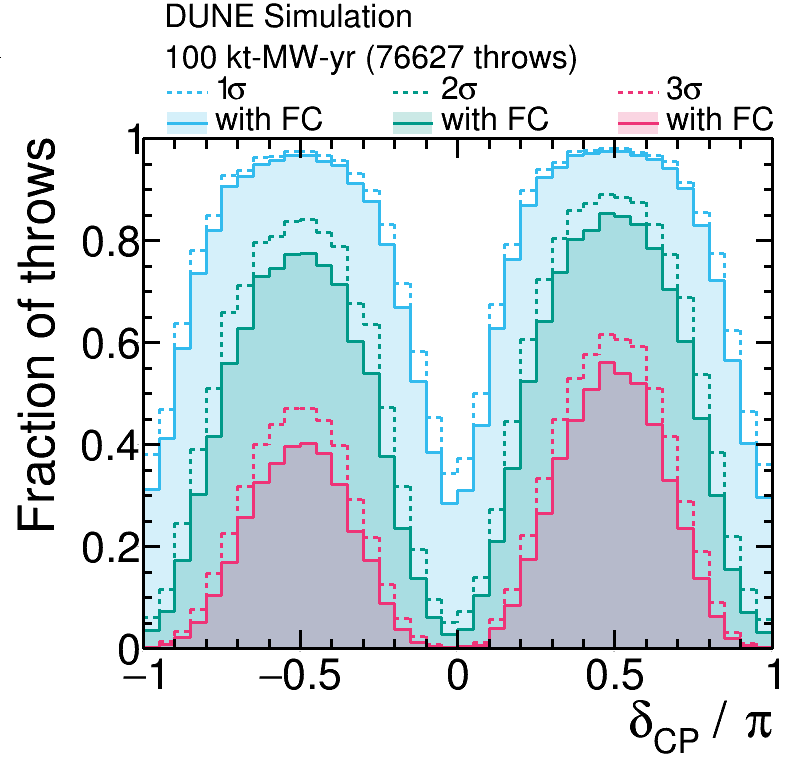 DUNE Simulation
100 kt-MW-yr (76627 throws)
1σ 2σ 3σ
with FC with FC with FC
Fraction of throws
1
0.8
0.6
0.4
0.2
0
−1 −0.5 0 0.5 1
δCP / π